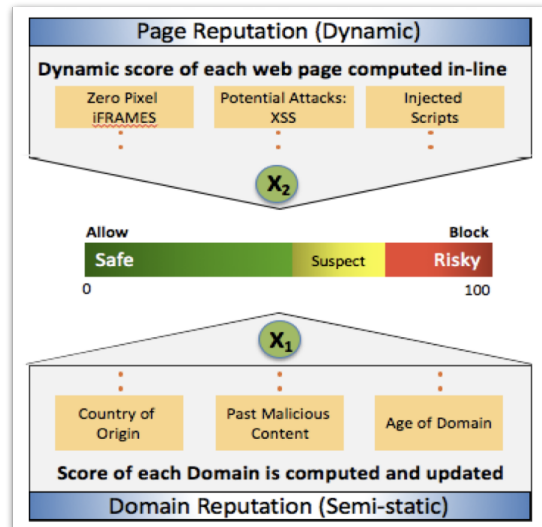 Page Reputation (Dynamic)
Dynamic score of each web page computed in-line
Zero Pixel
iFRAMES
Potential Attacks:
XSS
Injected
Scripts
X2
Allow
Block
Safe
Suspect
Risky
0
100
X1
Country of
Origin
Past Malicious
Content
Age of Domain
Score of each Domain is computed and updated
Domain Reputation (Semi-static)